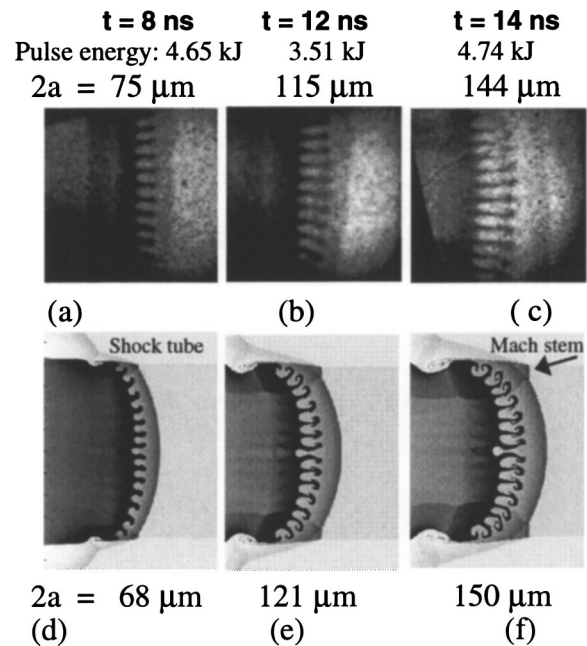 t = 8 ns t = 12 ns t = 14 ns
Pulse energy: 4.65 kJ 3.51 kJ 4.74 kJ
2a = 75 μm 115 μm 144 μm
(a) (b) ( c)
Shock tube Mach stem
2a = 68 μm 121 μm 150 μm
(d) (e) (f)